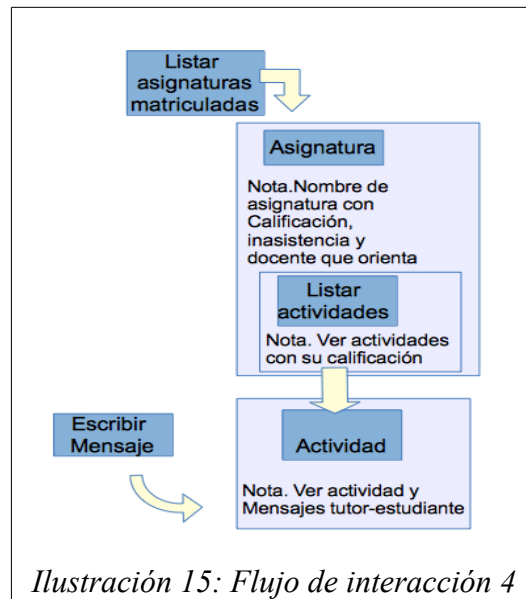 Listar
asignaturas
matriculadas
Asignatura
Nota.Nombre de
asignatura con
Calificación,
inasistencia y
docente que orienta
Listar
actividades
Nota. Ver actividades
con su calificación
Escribir
Mensaje
Actividad
Nota. Ver actividad y
Mensajes tutor-estudiante
Ilustración 15: Flujo de interacción 4